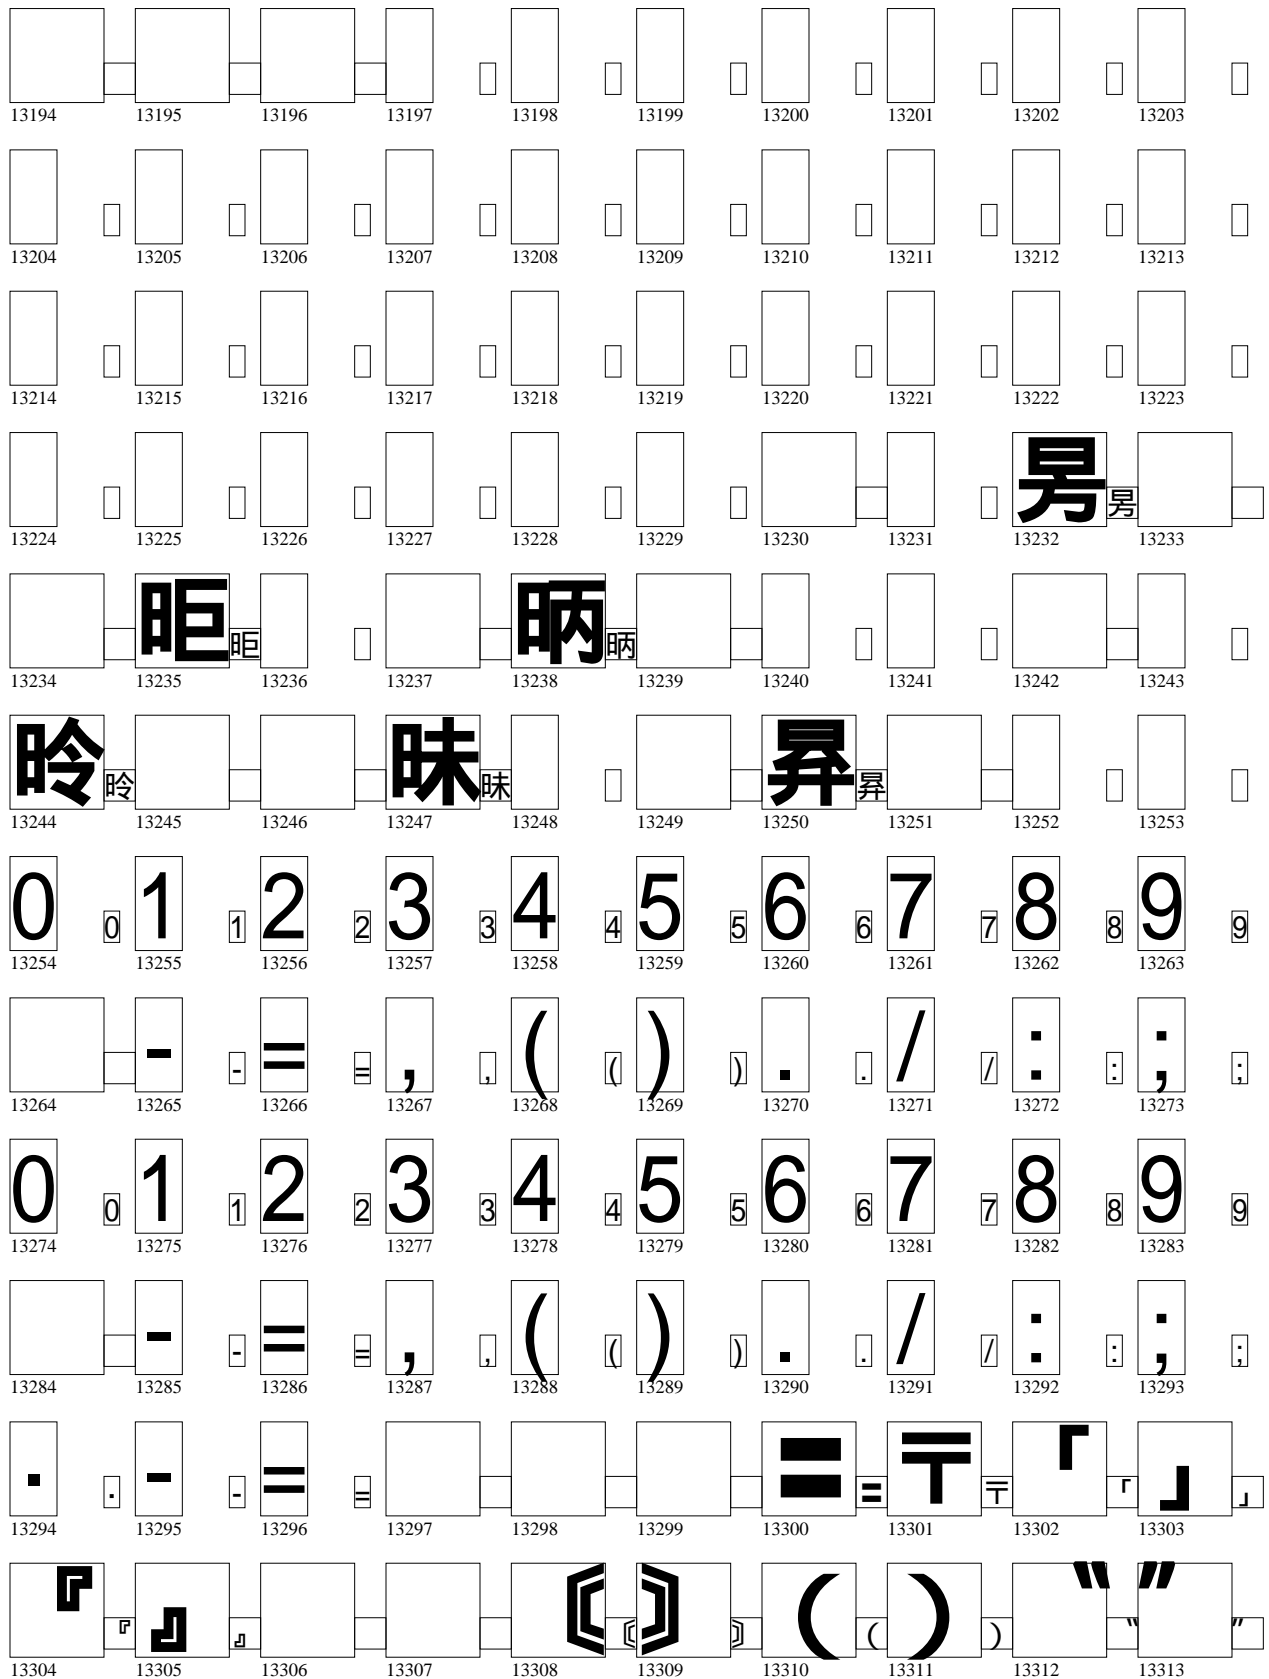 13194 13195 13196 13197 13198 13199 13200 13201 13202 13203
13204 13205 13206 13207 13208 13209 13210 13211 13212 13213
13214 13215 13216 13217 13218 13219 13220 13221 13222 13223
昮 昮
13224 13225 13226 13227 13228 13229 13230 13231 13232 13233
昛 昛 昞 昞
13234 13235 13236 13237 13238 13239 13240 13241 13242 13243
昤 昤 昧 昧 昪 昪
13244 13245 13246 13247 13248 13249 13250 13251 13252 13253
0 0 1 1 2 2 3 3 4 4 5 5 6 6 7 7 8 8 9 9
13254 13255 13256 13257 13258 13259 13260 13261 13262 13263
- - = = , , ( ( ) ) . . / / : : ; ;
13264 13265 13266 13267 13268 13269 13270 13271 13272 13273
0 0 1 1 2 2 3 3 4 4 5 5 6 6 7 7 8 8 9 9
13274 13275 13276 13277 13278 13279 13280 13281 13282 13283
- - = = , , ( ( ) ) . . / / : : ; ;
13284 13285 13286 13287 13288 13289 13290 13291 13292 13293
· · - - = = 〓 〓 〒 〒 「 「 」 」
13294 13295 13296 13297 13298 13299 13300 13301 13302 13303
『 『 』 』 〘 〘 〙 〙 ( ( ) ) 〝 〝 〞 〞
13304 13305 13306 13307 13308 13309 13310 13311 13312 13313